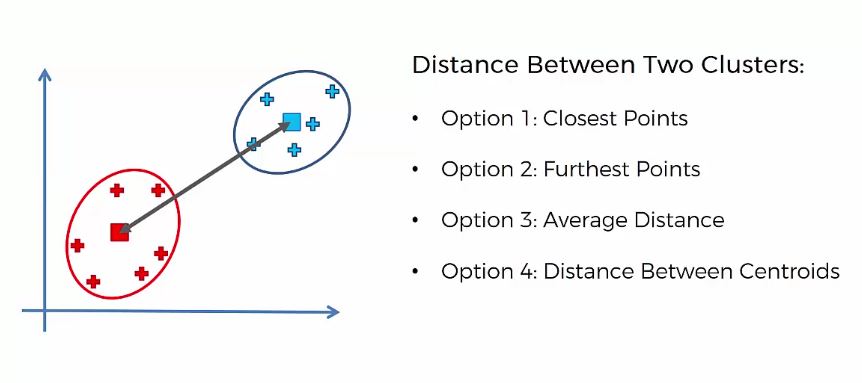 Distance Between Two Clusters:
• Option 1: Closest Points
• Option 2: Furthest Points
• Option 3: Average Distance
• Option 4: Distance Between Centroids